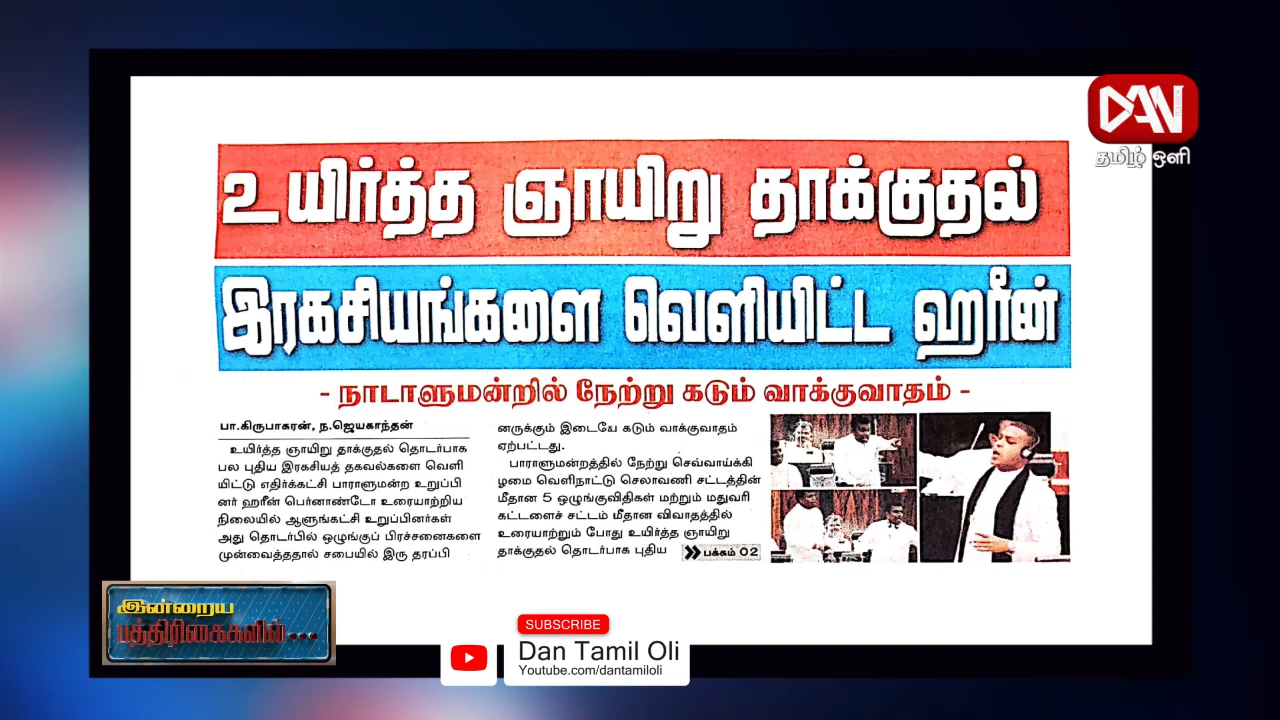 DAN
தமிழ் ஒளி
உயிர்த்த ஞாயிறு தாக்குதல்
இரகசியங்களை வெளியிட்ட ஹரீன்
- நாடாளுமன்றில் நேற்று கடும் வாக்குவாதம் -
பா.கிருபாகரன், ந.ஜெயகாந்தன்
உயிர்த்த ஞாயிறு தாக்குதல் தொடர்பாக
பல புதிய இரகசியத் தகவல்களை வெளி
யிட்டு எதிர்க்கட்சி பாராளுமன்ற உறுப்பி
னர் ஹரீன் பெர்னாண்டோ உரையாற்றிய
நிலையில் ஆளுங்கட்சி உறுப்பினர்கள்
அது தொடர்பில் ஒழுங்குப் பிரச்சனைகளை
முன்வைத்ததால் சபையில் இரு தரப்பி
னருக்கும் இடையே கடும் வாக்குவாதம்
ஏற்பட்டது.
பாராளுமன்றத்தில் நேற்று செவ்வாய்க்கி
ழமை வெளிநாட்டு செலாவணி சட்டத்தின்
மீதான 5 ஒழுங்குவிதிகள் மற்றும் மதுவரி
கட்டளைச் சட்டம் மீதான விவாதத்தில்
உரையாற்றும் போது உயிர்த்த ஞாயிறு
தாக்குதல் தொடர்பாக புதிய
பக்கம் 02
இன்றைய
பத்திரிகைகளில்...
SUBSCRIBE
Dan Tamil Oli
Youtube.com/dantamiloli